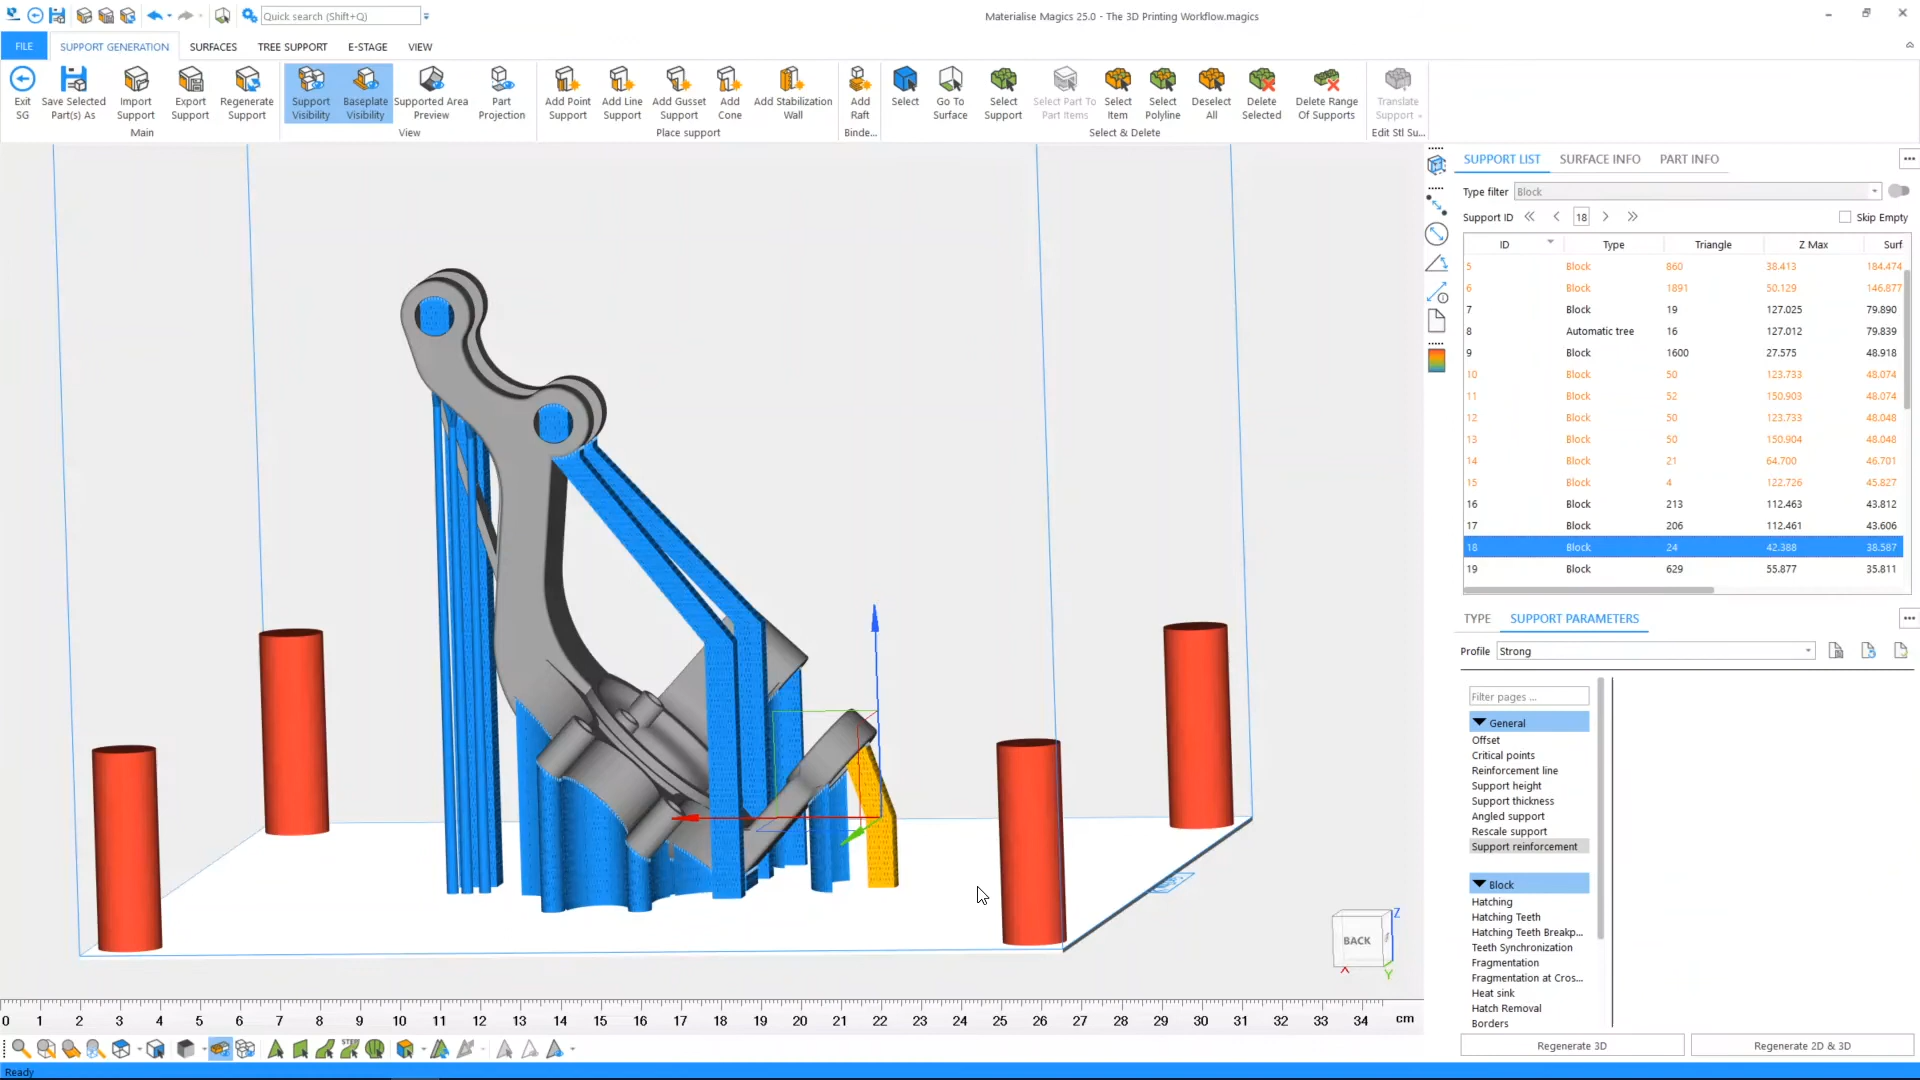 Quick search (Shift+Q)
Materialise Magics 25.0 - The 3D Printing Workflow.magics
FILE
SUPPORT GENERATION
SURFACES
TREE SUPPORT
E-STAGE
VIEW
Exit SG
Save Selected Part(s) As
Import Support
Export Support
Regenerate Support
Main
Support Visibility
Baseplate Visibility
Supported Area Preview
Part Projection
View
Add Point Support
Add Line Support
Add Gusset Support
Add Cone
Add Stabilization Wall
Place support
Add Raft
Binde...
Select
Go To Surface
Select Support
Select Part To Part Items
Select Item
Select Polyline
Deselect All
Delete Selected
Delete Range Of Supports
Select & Delete
Translate Support
Edit Stl Su...
SUPPORT LIST
SURFACE INFO
PART INFO
Type filter
Block
Support ID
18
Skip Empty
ID Type Triangle Z Max Surf
5 Block 860 38.413 184.474
6 Block 1891 50.129 146.877
7 Block 19 127.025 79.890
8 Automatic tree 16 127.012 79.839
9 Block 1600 27.575 48.918
10 Block 50 123.733 48.074
11 Block 52 150.903 48.074
12 Block 50 123.733 48.048
13 Block 50 150.904 48.048
14 Block 21 64.700 46.701
15 Block 4 122.726 45.827
16 Block 213 112.463 43.812
17 Block 206 112.461 43.606
18 Block 24 42.388 38.587
19 Block 629 55.877 35.811
TYPE
SUPPORT PARAMETERS
Profile
Strong
Filter pages ...
General
Offset
Critical points
Reinforcement line
Support height
Support thickness
Angled support
Rescale support
Support reinforcement
Block
Hatching
Hatching Teeth
Hatching Teeth Breakp...
Teeth Synchronization
Fragmentation
Fragmentation at Cros...
Heat sink
Hatch Removal
Borders
Regenerate 3D
Regenerate 2D & 3D
BACK
Z
X
Y
0 1 2 3 4 5 6 7 8 9 10 11 12 13 14 15 16 17 18 19 20 21 22 23 24 25 26 27 28 29 30 31 32 33 34 cm
STEP
Ready